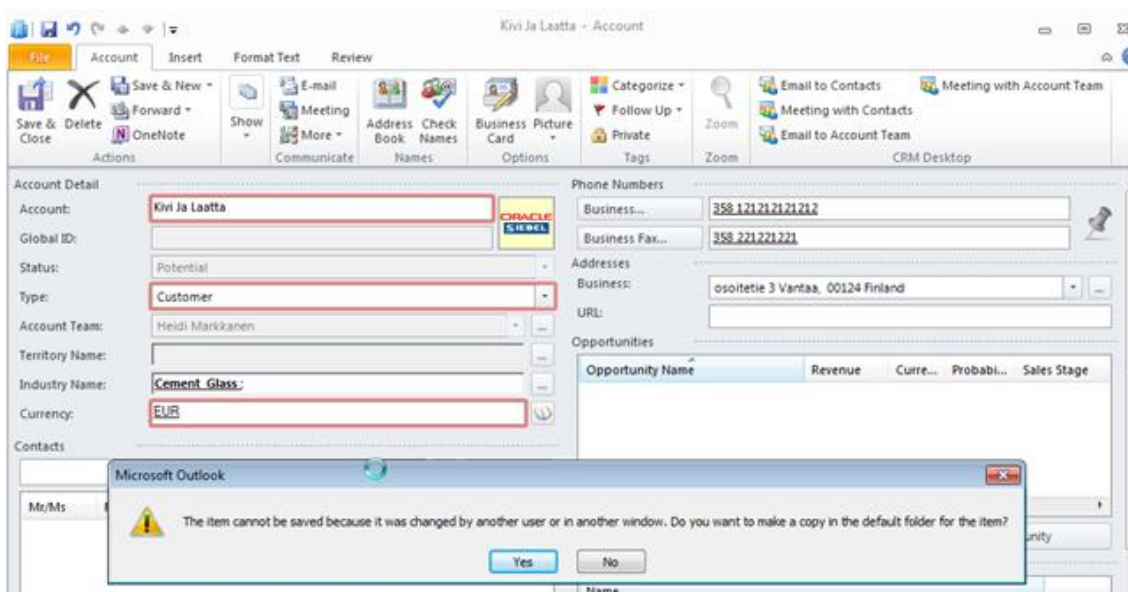 Kivi Ja Laatta - Account
File Account Insert Format Text Review
Save & Close
Delete
Save & New
Forward
OneNote
Actions
Show
E-mail
Meeting
More
Communicate
Address Book
Check Names
Names
Business Card
Picture
Options
Categorize
Follow Up
Private
Tags
Zoom
Zoom
Email to Contacts
Meeting with Contacts
Email to Account Team
Meeting with Account Team
CRM Desktop
Account Detail
Account: Kivi Ja Laatta
ORACLE
SIEBEL
Global ID:
Status: Potential
Type: Customer
Account Team: Heidi Markkanen
Territory Name:
Industry Name: Cement Glass;
Currency: EUR
Contacts
Mr/Ms
Phone Numbers
Business... 358 121212121212
Business Fax... 358 221221221
Addresses
Business: osoitetie 3 Vantaa, 00124 Finland
URL:
Opportunities
Opportunity Name Revenue Curre... Probabi... Sales Stage
Microsoft Outlook
The item cannot be saved because it was changed by another user or in another window. Do you want to make a copy in the default folder for the item?
Yes No
Name